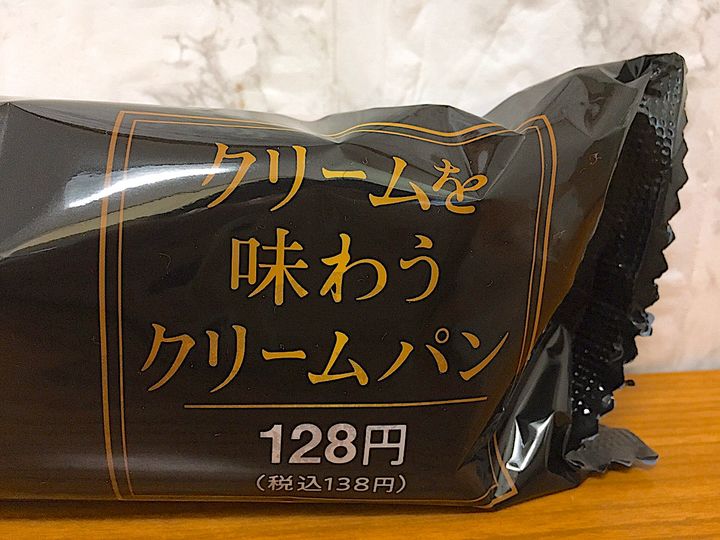 クリームを
味わう
クリームパン
128円
(税込138円)